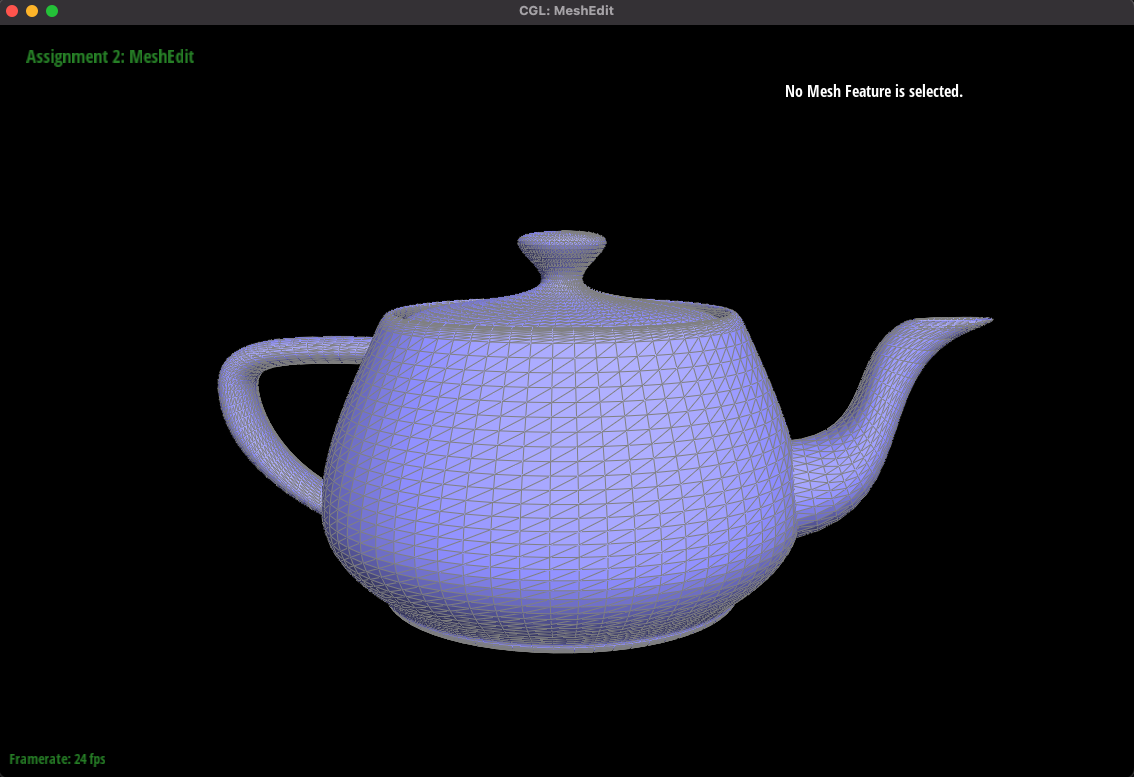 CGL: MeshEdit
Assignment 2: MeshEdit
No Mesh Feature is selected.
Framerate: 24 fps